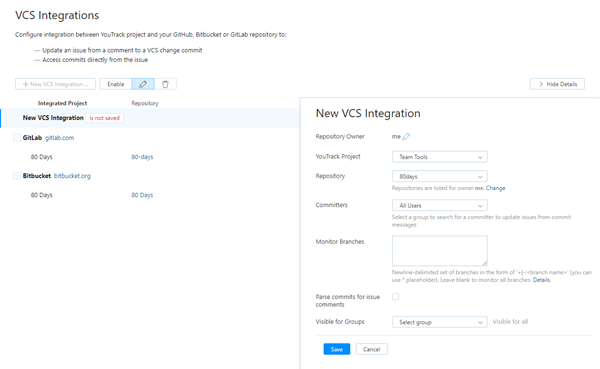 VCS Integrations
Configure integration between YouTrack project and your GitHub, Bitbucket or GitLab repository to:
— Update an issue from a comment to a VCS change commit
— Access commits directly from the issue
+ New VCS Integration ...
Enable
Hide Details
Integrated Project Repository
New VCS Integration is not saved
GitLab gitlab.com
80 Days 80-days
Bitbucket bitbucket.org
80 Days 80 Days
New VCS Integration
Repository Owner me
YouTrack Project Team Tools
Repository 80days
Repositories are listed for owner me. Change
Committers All Users
Select a group to search for a committer to update issues from commit
messages
Monitor Branches
Newline-delimited set of branches in the form of '+|-:<branch name>' (you can
use * placeholder). Leave blank to monitor all branches. Details
Parse commits for issue
comments
Visible for Groups Select group Visible for all
Save Cancel